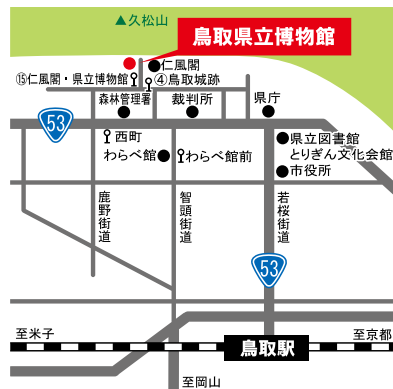 ▲久松山
鳥取県立博物館
仁風閣
⑮仁風閣・県立博物館
④鳥取城跡
森林管理署
裁判所
県庁
53
西町
わらべ館
わらべ館前
県立図書館
とりぎん文化会館
市役所
鹿野街道
智頭街道
若桜街道
53
至米子
鳥取駅
至京都
至岡山